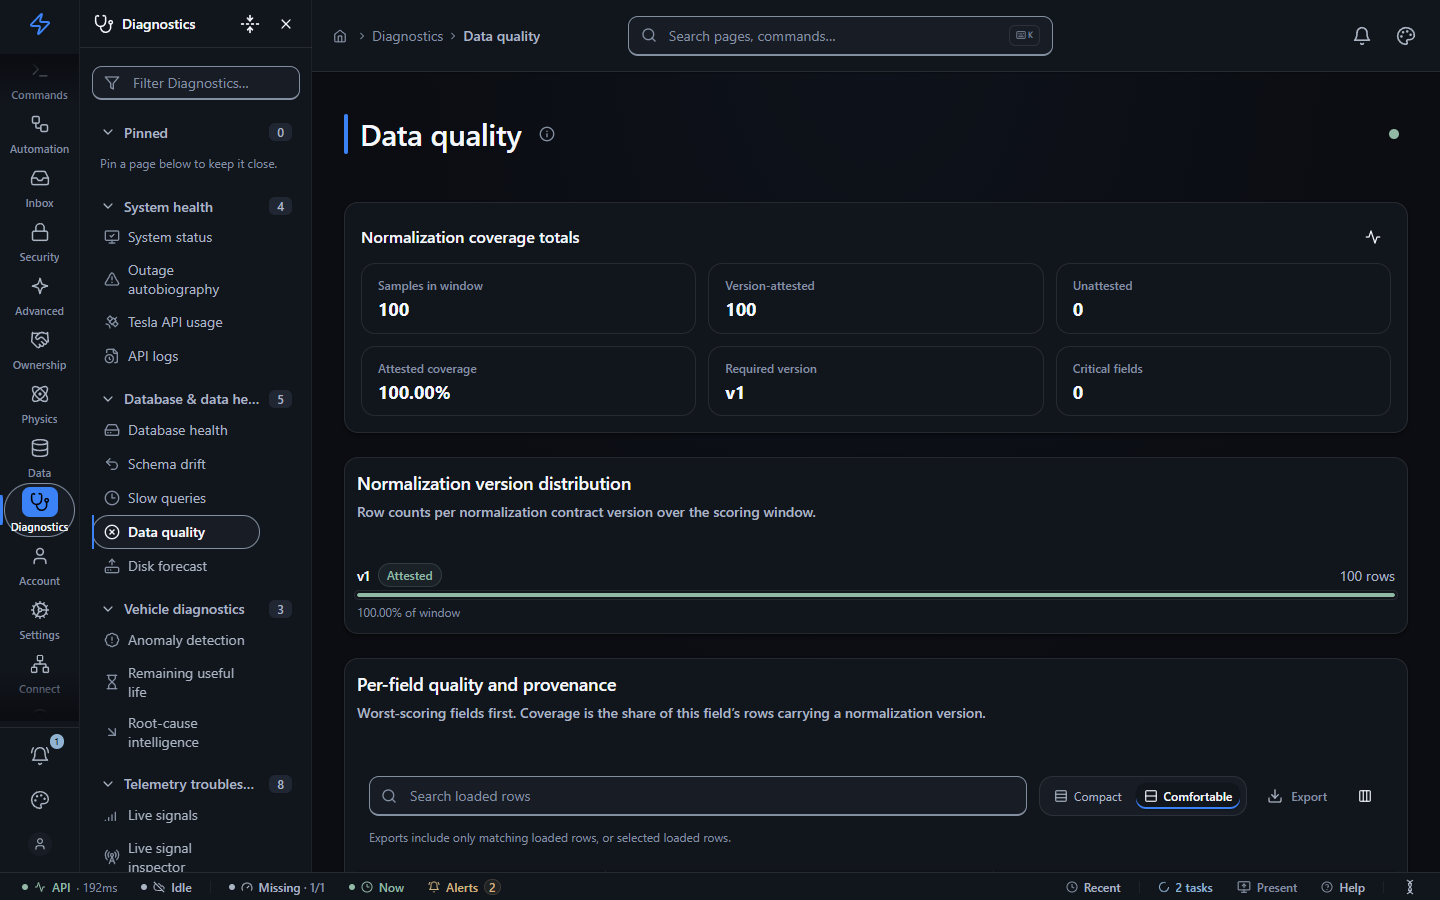 Commands
Automation
Inbox
Security
Advanced
Ownership
Physics
Data
Diagnostics
Account
Settings
Connect
1
Diagnostics
Filter Diagnostics...
Pinned 0
Pin a page below to keep it close.
System health 4
System status
Outage
autobiography
Tesla API usage
API logs
Database & data he... 5
Database health
Schema drift
Slow queries
Data quality
Disk forecast
Vehicle diagnostics 3
Anomaly detection
Remaining useful
life
Root-cause
intelligence
Telemetry troubles... 8
Live signals
Live signal
inspector
Diagnostics Data quality
Search pages, commands... K
Data quality
Normalization coverage totals
Samples in window
100
Version-attested
100
Unattested
0
Attested coverage
100.00%
Required version
v1
Critical fields
0
Normalization version distribution
Row counts per normalization contract version over the scoring window.
v1 Attested 100 rows
100.00% of window
Per-field quality and provenance
Worst-scoring fields first. Coverage is the share of this field's rows carrying a normalization version.
Search loaded rows Compact Comfortable Export
Exports include only matching loaded rows, or selected loaded rows.
API · 192ms Idle Missing · 1/1 Now Alerts 2 Recent 2 tasks Present Help